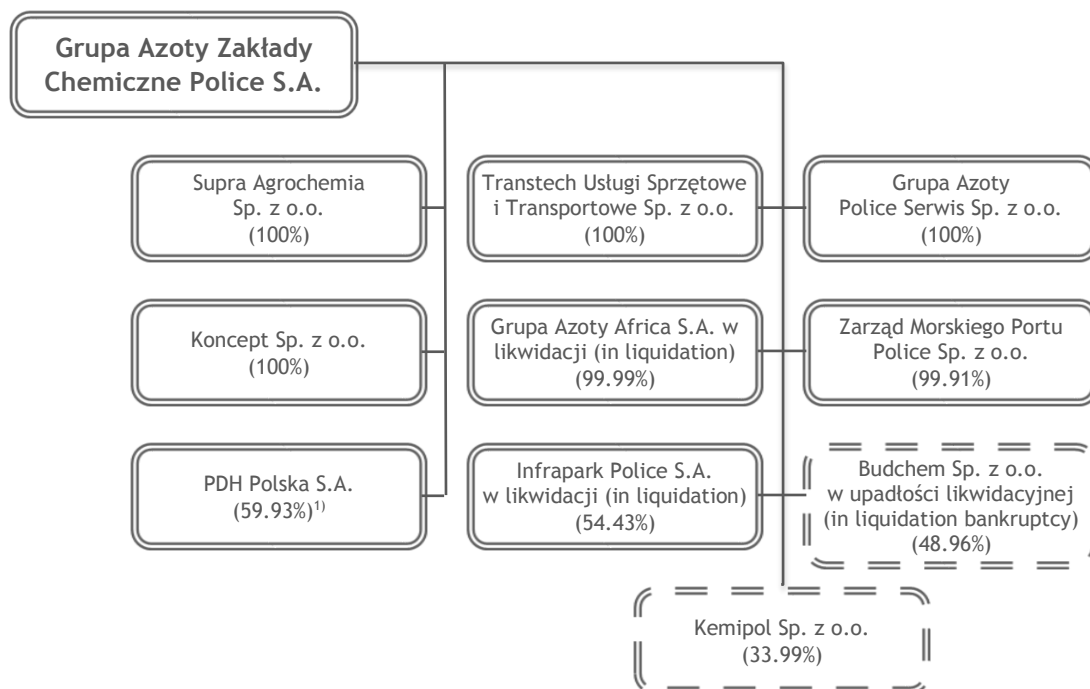 Grupa Azoty Zakłady
Chemiczne Police S.A.
Supra Agrochemia
Sp. z o.o.
(100%)
Transtech Usługi Sprzętowe
i Transportowe Sp. z o.o.
(100%)
Grupa Azoty
Police Serwis Sp. z o.o.
(100%)
Koncept Sp. z o.o.
(100%)
Grupa Azoty Africa S.A. w
likwidacji (in liquidation)
(99.99%)
Zarząd Morskiego Portu
Police Sp. z o.o.
(99.91%)
PDH Polska S.A.
(59.93%)1)
Infrapark Police S.A.
w likwidacji (in liquidation)
(54.43%)
Budchem Sp. z o.o.
w upadłości likwidacyjnej
(in liquidation bankruptcy)
(48.96%)
Kemipol Sp. z o.o.
(33.99%)